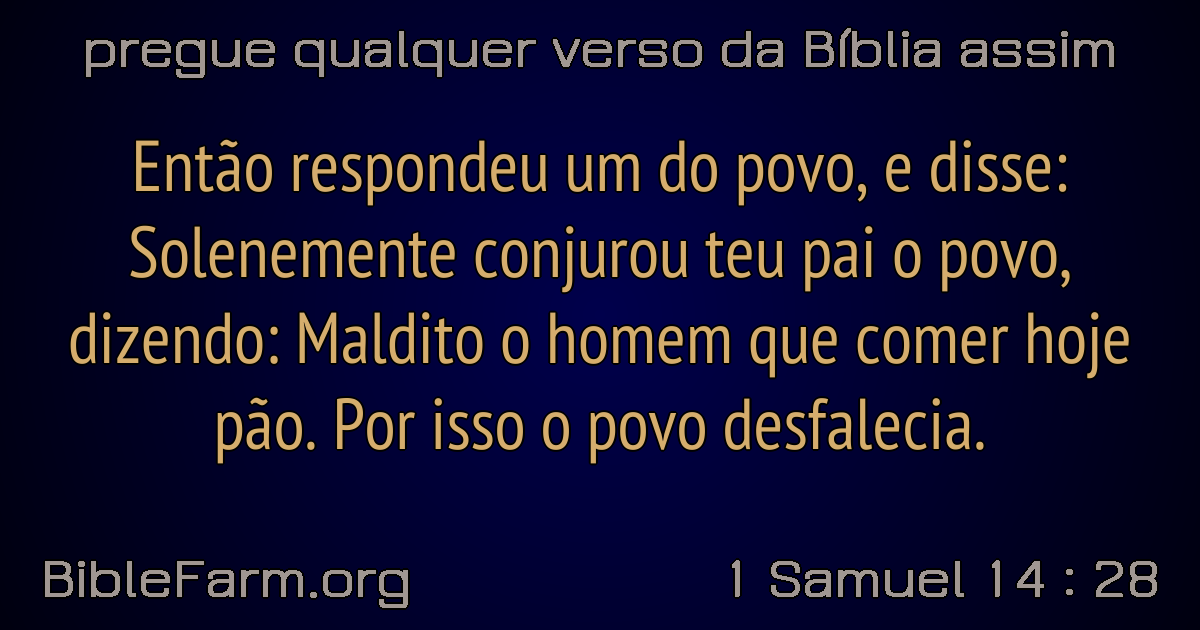 pregue qualquer verso da Bíblia assim
Então respondeu um do povo, e disse:
Solenemente conjurou teu pai o povo,
dizendo: Maldito o homem que comer hoje
pão. Por isso o povo desfalecia.
BibleFarm.org
1 Samuel 14 : 28